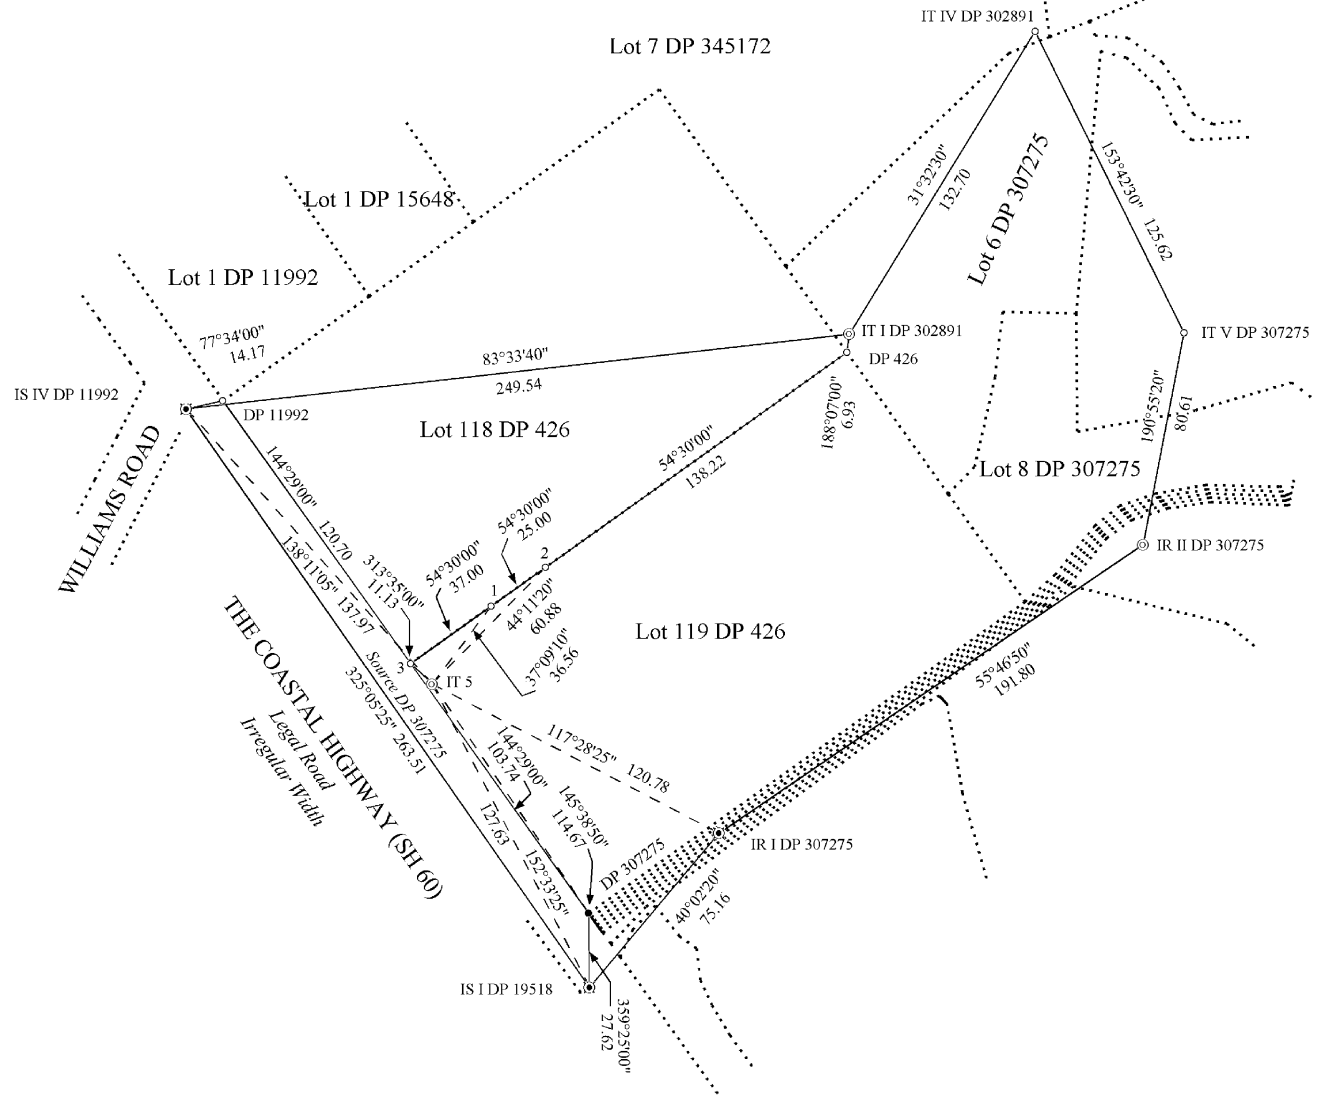 IT IV DP 302891
Lot 7 DP 345172
31°32'30"
132.70
Lot 6 DP 307275
153°42'30" 125.62
Lot 1 DP 15648
Lot 1 DP 11992
77°34'00"
14.17
83°33'40"
249.54
IT I DP 302891
DP 426
IT V DP 307275
IS IV DP 11992
DP 11992
188°07'00"
6.93
190°55'20"
80.61
Lot 118 DP 426
54°30'00"
138.22
Lot 8 DP 307275
WILLIAMS ROAD
144°29'00" 120.70
138°11'05" 137.97
313°35'00"
11.13
54°30'00"
37.00
54°30'00"
25.00
1
2
3
44°11'20"
60.88
37°09'10"
36.56
IR II DP 307275
Lot 119 DP 426
IT 5
Source DP 307275
325°05'25" 263.51
THE COASTAL HIGHWAY (SH 60)
Legal Road
Irregular Width
55°46'50"
191.80
117°28'25" 120.78
144°29'00"
103.74
145°38'50"
114.67
127.63 152°33'25"
DP 307275
IR I DP 307275
40°02'20"
75.16
IS I DP 19518
359°25'00"
27.62